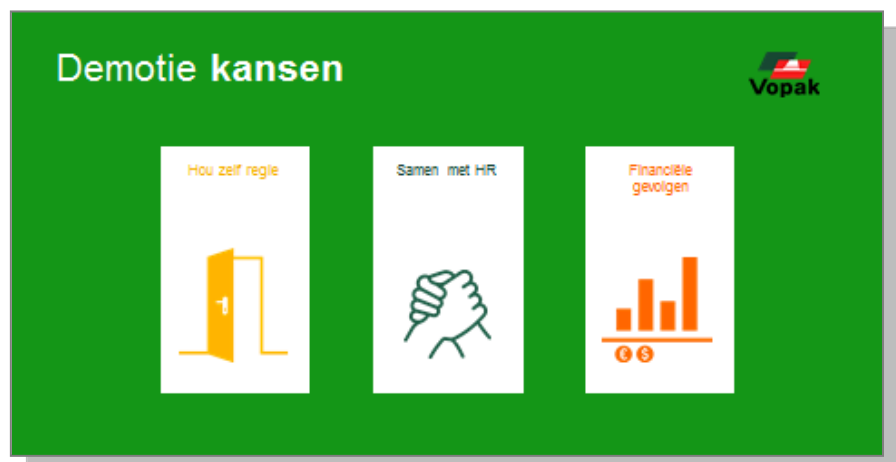 Demotie kansen
Vopak
Hou zelf regie
Samen met HR
Financiële
gevolgen
€ $